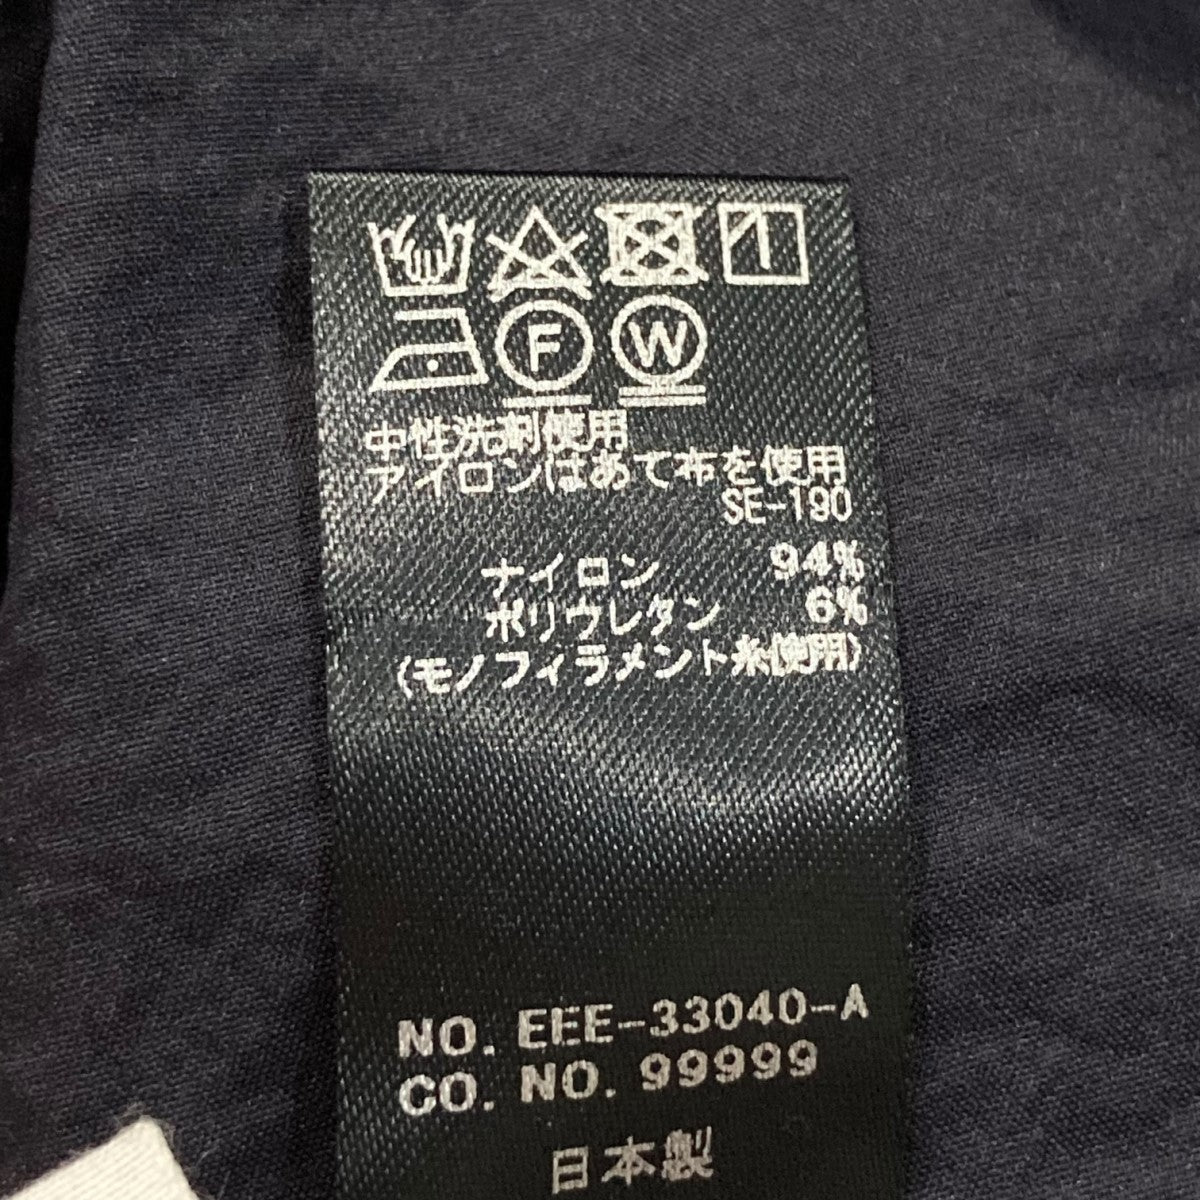 F W
中性洗剤使用
アイロンはあて布を使用
SE-190
ナイロン 94%
ポリウレタン 6%
(モノフィラメント糸使用)
NO. EEE-33040-A
CO. NO. 99999
日本製